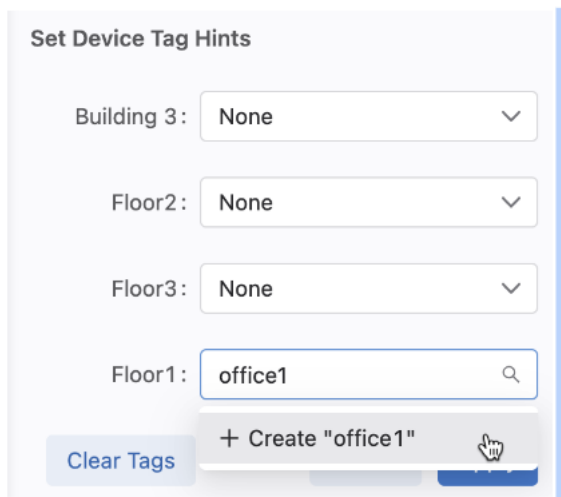 Set Device Tag Hints
Building 3: None
Floor2: None
Floor3: None
Floor1: office1
+ Create "office1"
Clear Tags